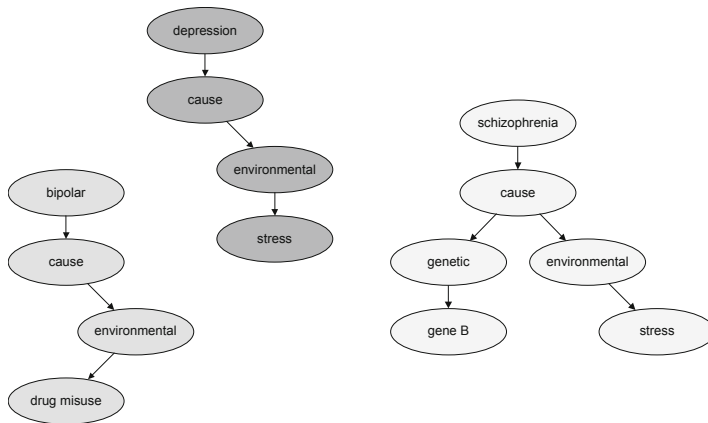 depression
cause
environmental
stress
bipolar
cause
environmental
drug misuse
schizophrenia
cause
genetic
environmental
gene B
stress